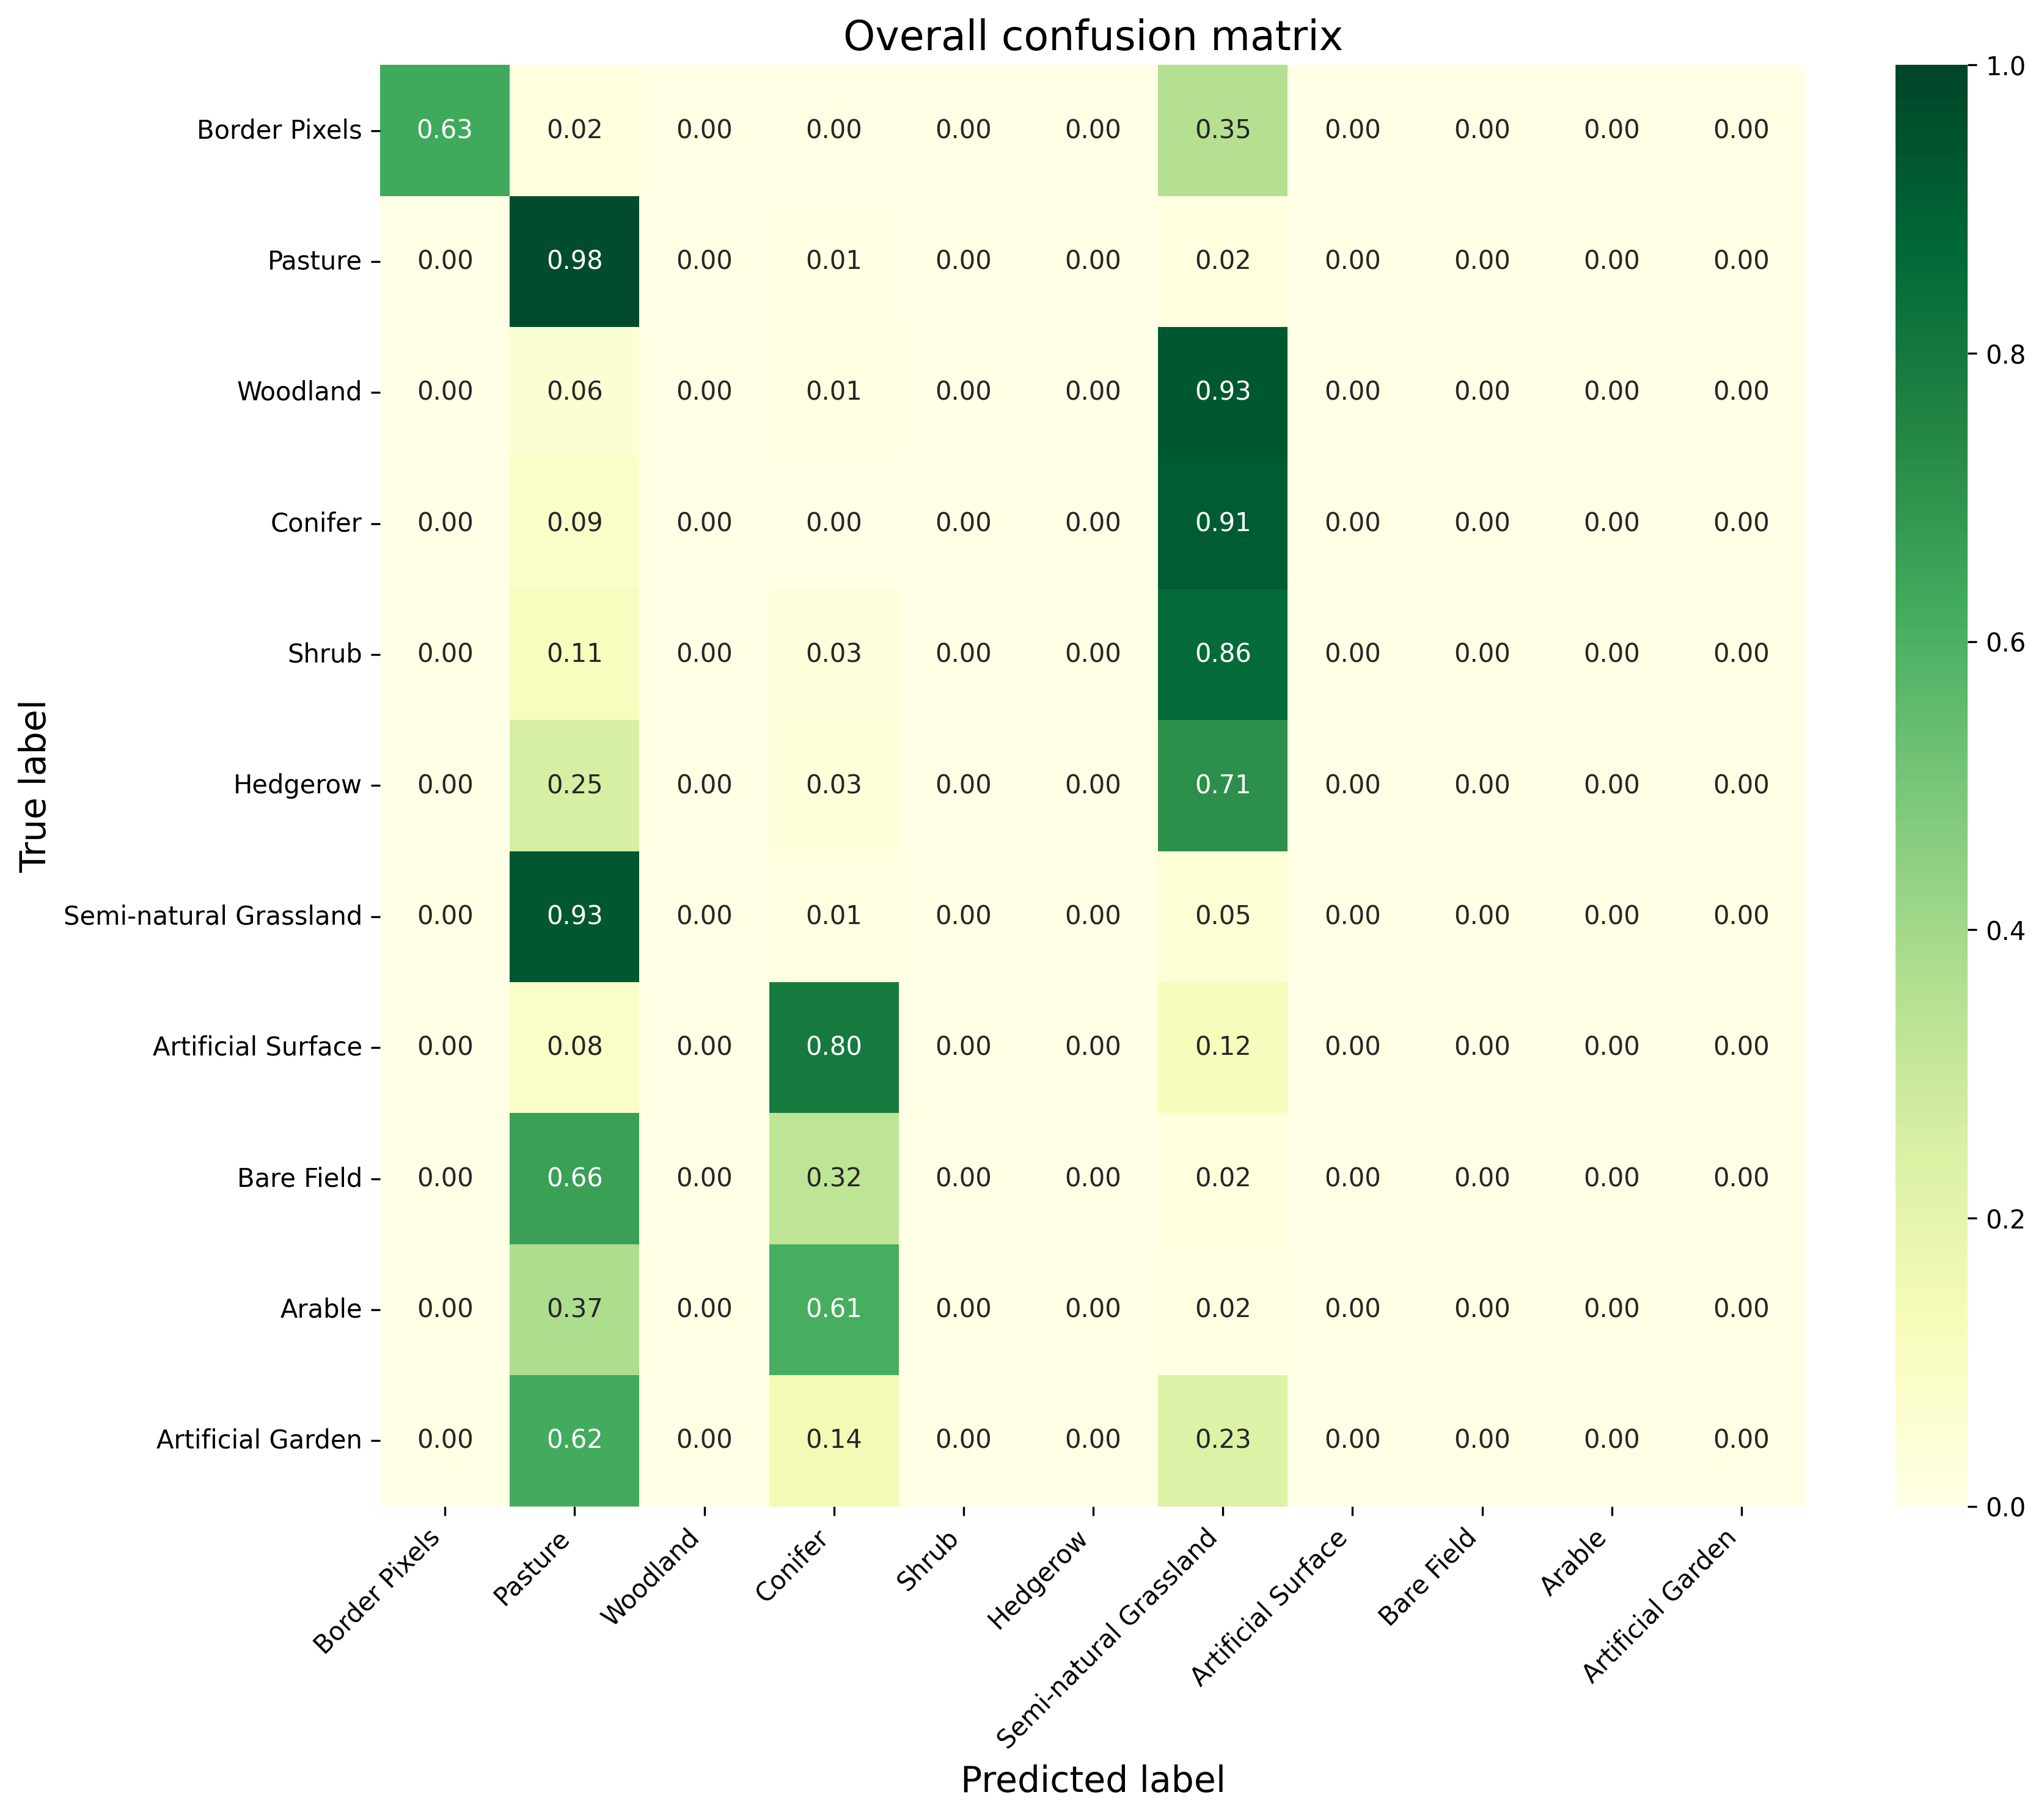 Overall confusion matrix
True label
Border Pixels 0.63 0.02 0.00 0.00 0.00 0.00 0.35 0.00 0.00 0.00 0.00
Pasture 0.00 0.98 0.00 0.01 0.00 0.00 0.02 0.00 0.00 0.00 0.00
Woodland 0.00 0.06 0.00 0.01 0.00 0.00 0.93 0.00 0.00 0.00 0.00
Conifer 0.00 0.09 0.00 0.00 0.00 0.00 0.91 0.00 0.00 0.00 0.00
Shrub 0.00 0.11 0.00 0.03 0.00 0.00 0.86 0.00 0.00 0.00 0.00
Hedgerow 0.00 0.25 0.00 0.03 0.00 0.00 0.71 0.00 0.00 0.00 0.00
Semi-natural Grassland 0.00 0.93 0.00 0.01 0.00 0.00 0.05 0.00 0.00 0.00 0.00
Artificial Surface 0.00 0.08 0.00 0.80 0.00 0.00 0.12 0.00 0.00 0.00 0.00
Bare Field 0.00 0.66 0.00 0.32 0.00 0.00 0.02 0.00 0.00 0.00 0.00
Arable 0.00 0.37 0.00 0.61 0.00 0.00 0.02 0.00 0.00 0.00 0.00
Artificial Garden 0.00 0.62 0.00 0.14 0.00 0.00 0.23 0.00 0.00 0.00 0.00
Border Pixels
Pasture
Woodland
Conifer
Shrub
Hedgerow
Semi-natural Grassland
Artificial Surface
Bare Field
Arable
Artificial Garden
Predicted label
1.0
0.8
0.6
0.4
0.2
0.0